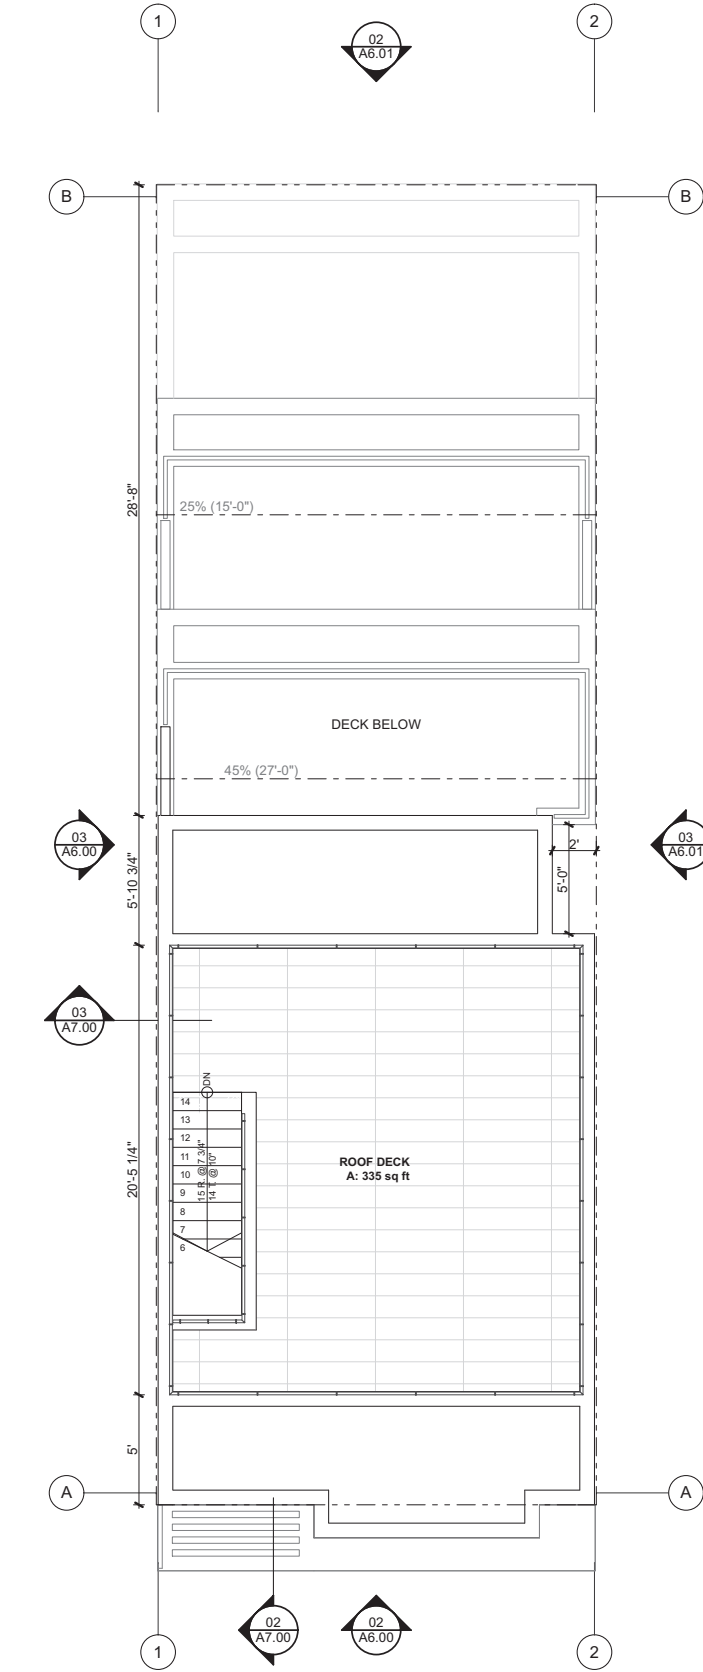 1
2
02
A6.01
B
B
28'-8"
25% (15'-0")
DECK BELOW
45% (27'-0")
03
A6.00
03
A6.01
2'
5'-0"
5'-10 3/4"
03
A7.00
DN
14
13
12
11
10
9
8
7
6
15 R. @ 7 3/4"
14 T. @ 10"
ROOF DECK
A: 335 sq ft
20'-5 1/4"
5'
A
A
02
A7.00
02
A6.00
1
2